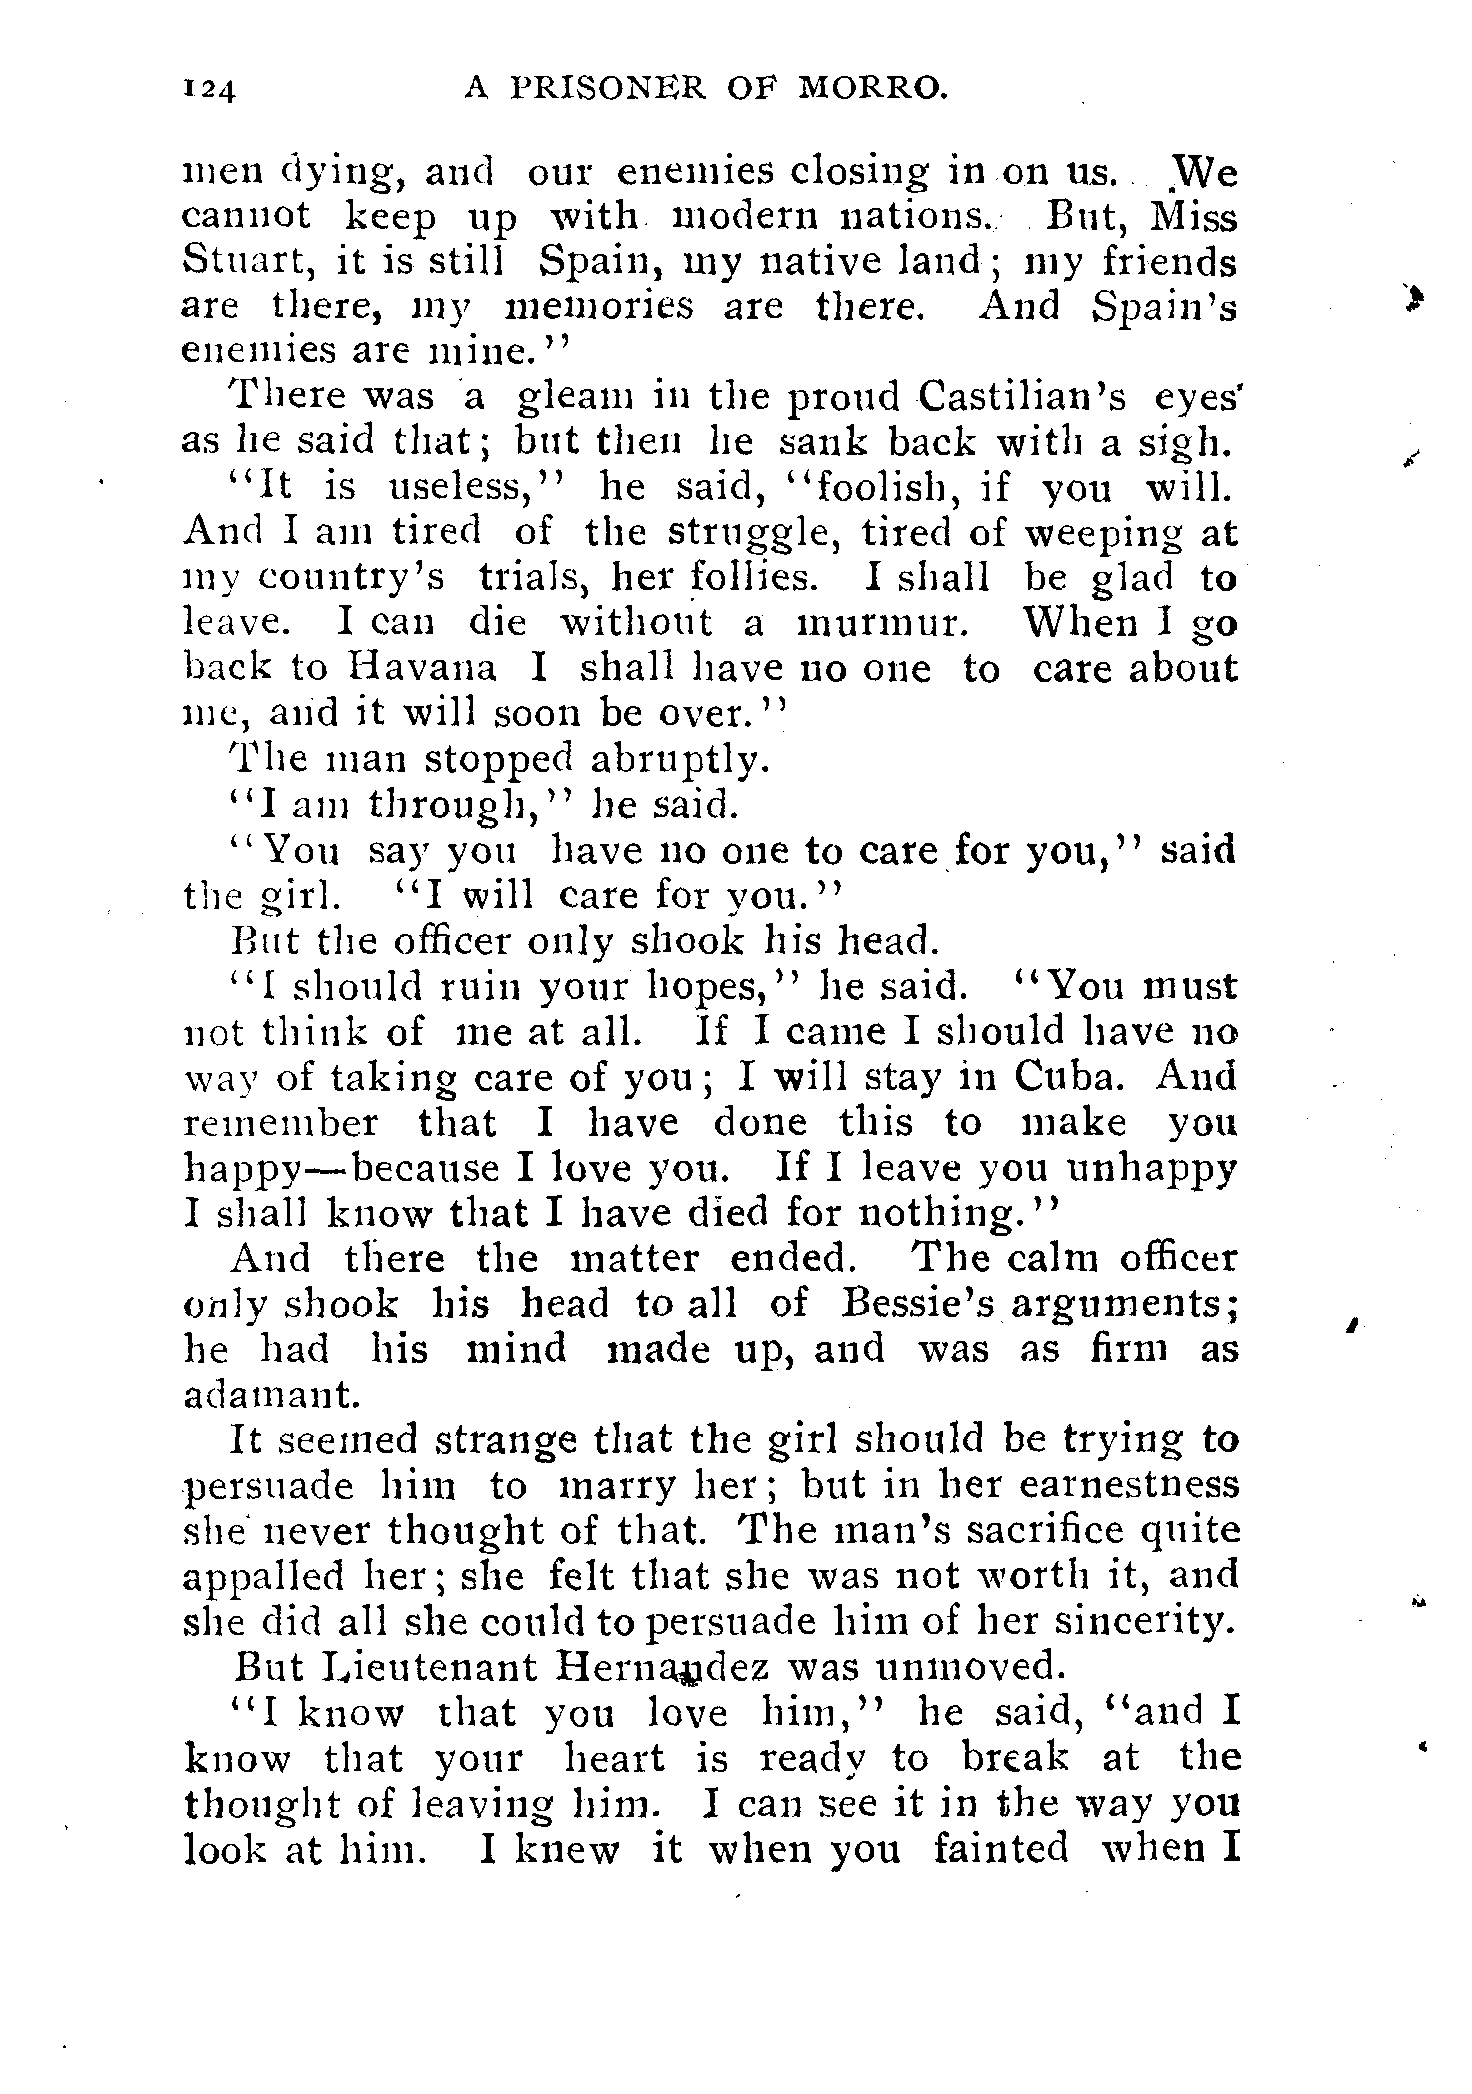 124 A PRISONER OF MORRO.
men dying, and our enemies closing in on us. We
cannot keep up with modern nations. But, Miss
Stuart, it is still Spain, my native land; my friends
are there, my memories are there. And Spain's
enemies are mine."
There was a gleam in the proud Castilian's eyes
as he said that; but then he sank back with a sigh.
"It is useless," he said, "foolish, if you will.
And I am tired of the struggle, tired of weeping at
my country's trials, her follies. I shall be glad to
leave. I can die without a murmur. When I go
back to Havana I shall have no one to care about
me, and it will soon be over."
The man stopped abruptly.
"I am through," he said.
"You say you have no one to care for you," said
the girl. "I will care for you."
But the officer only shook his head.
"I should ruin your hopes," he said. "You must
not think of me at all. If I came I should have no
way of taking care of you; I will stay in Cuba. And
remember that I have done this to make you
happy—because I love you. If I leave you unhappy
I shall know that I have died for nothing."
And there the matter ended. The calm officer
only shook his head to all of Bessie's arguments;
he had his mind made up, and was as firm as
adamant.
It seemed strange that the girl should be trying to
persuade him to marry her; but in her earnestness
she never thought of that. The man's sacrifice quite
appalled her; she felt that she was not worth it, and
she did all she could to persuade him of her sincerity.
But Lieutenant Hernandez was unmoved.
"I know that you love him," he said, "and I
know that your heart is ready to break at the
thought of leaving him. I can see it in the way you
look at him. I knew it when you fainted when I